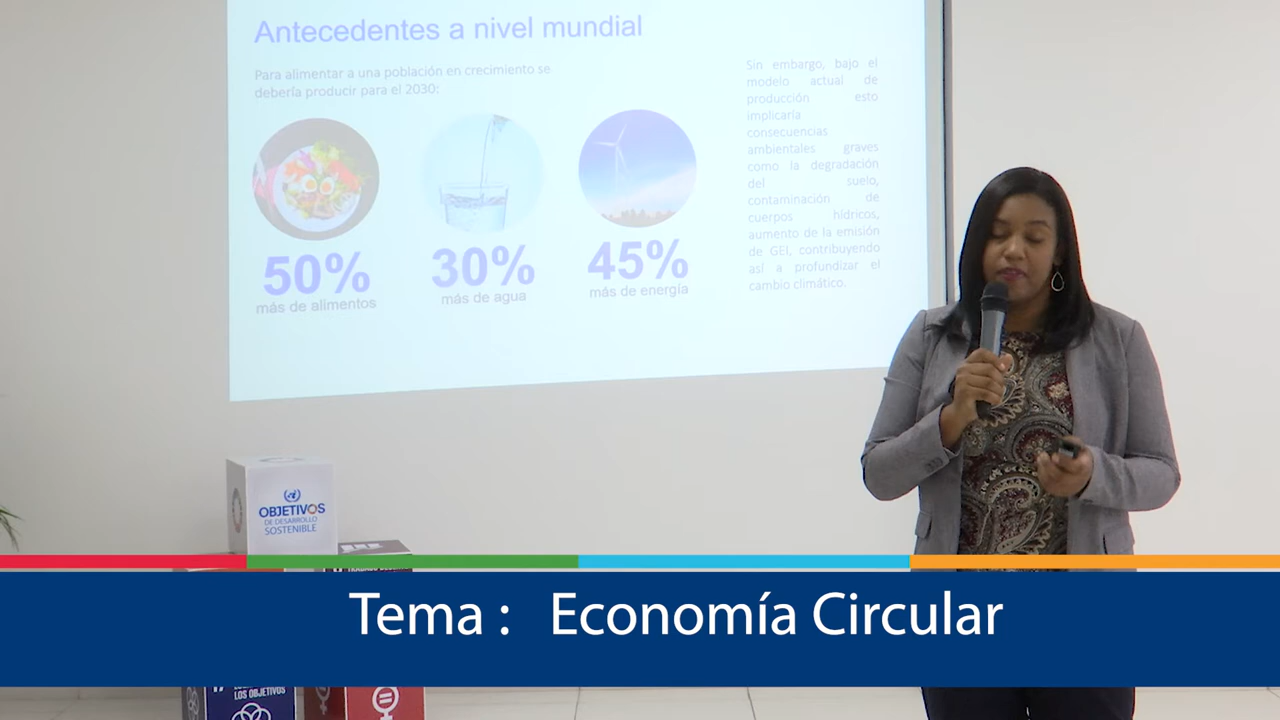 Antecedentes a nivel mundial
Para alimentar a una población en crecimiento se
debería producir para el 2030:
50%
más de alimentos
30%
más de agua
45%
más de energía
Sin embargo, bajo el
modelo actual de
producción esto
implicaría
consecuencias
ambientales graves
como la degradación
del suelo,
contaminación de
cuerpos hídricos,
aumento de la emisión
de GEI, contribuyendo
así a profundizar el
cambio climático.
OBJETIVOS
DE DESARROLLO
SOSTENIBLE
Tema : Economía Circular
17
LOS OBJETIVOS